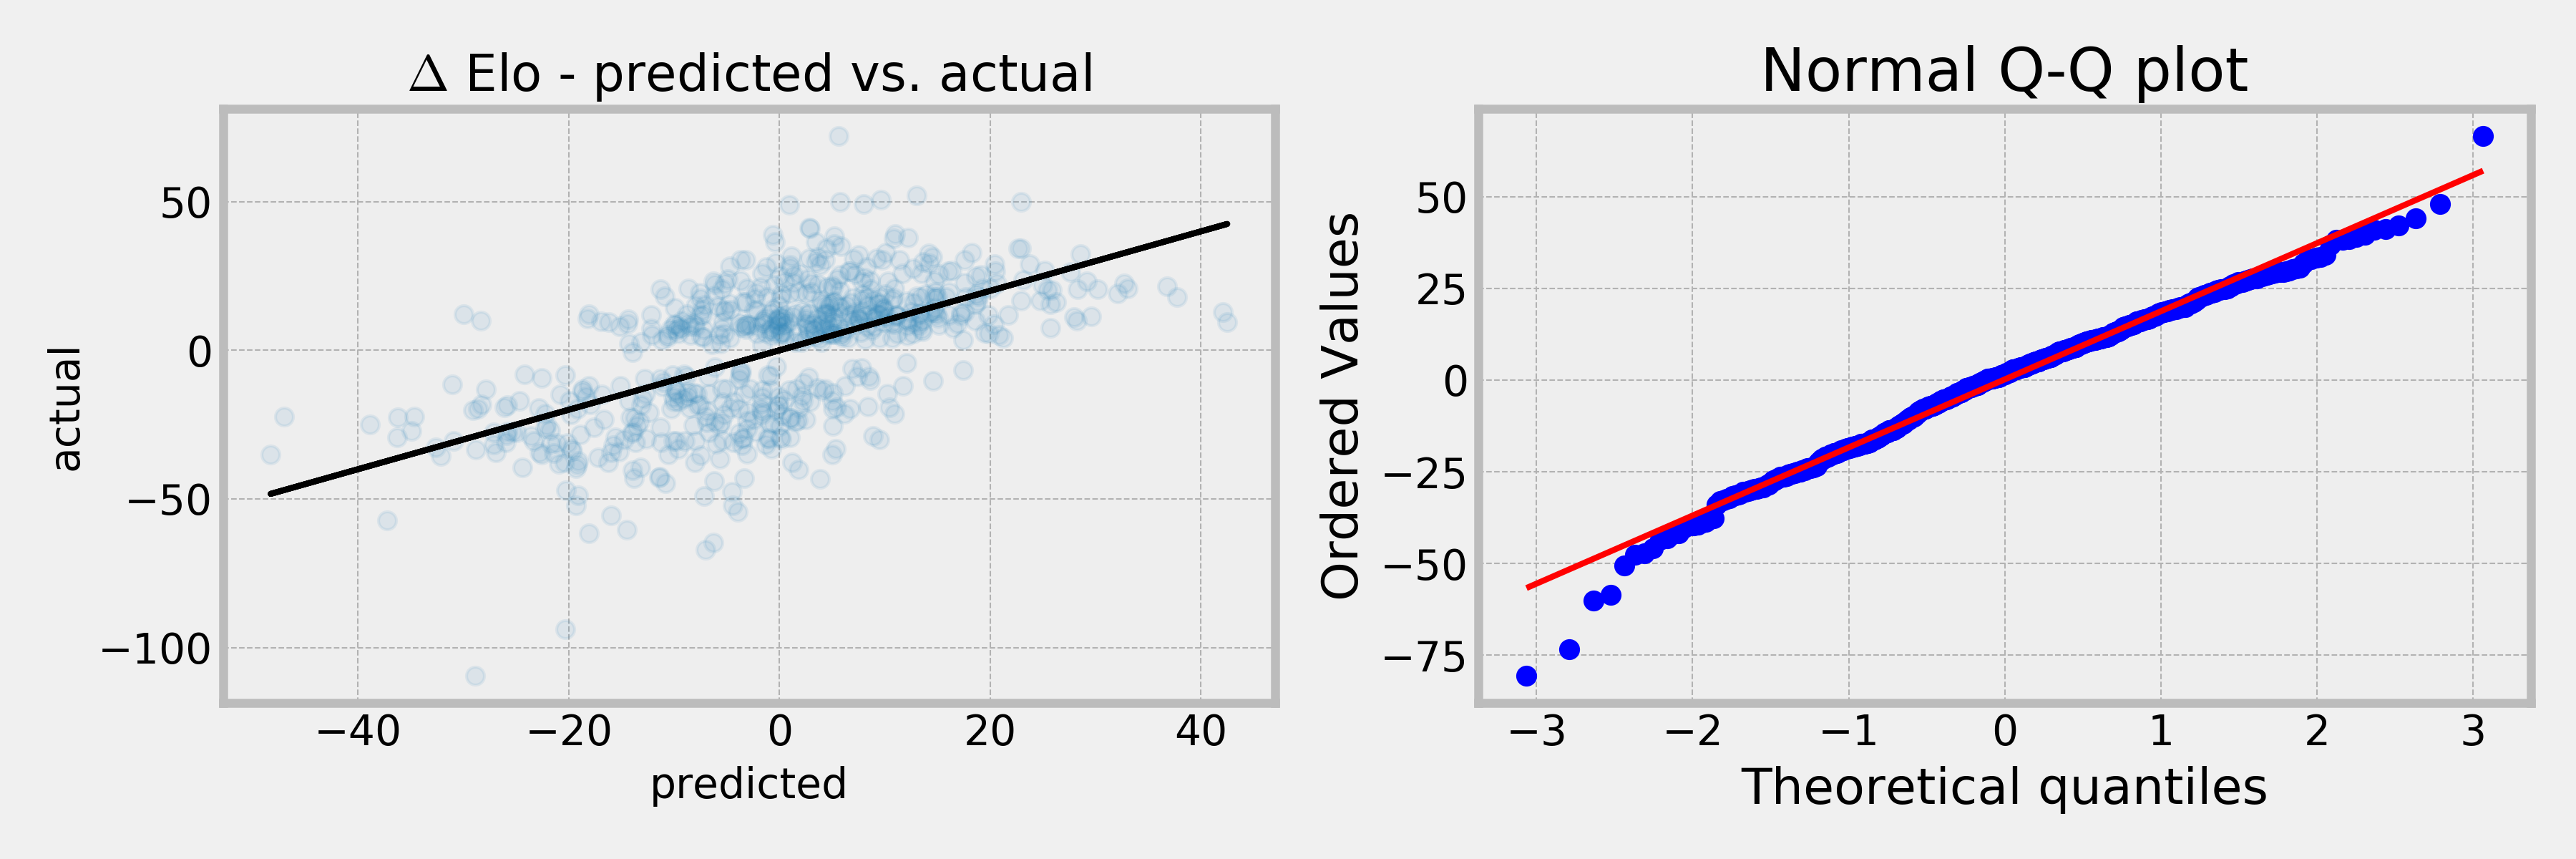 Δ Elo - predicted vs. actual
50
0
−50
−100
actual
−40 −20 0 20 40
predicted
Normal Q-Q plot
50
25
0
−25
−50
−75
Ordered Values
−3 −2 −1 0 1 2 3
Theoretical quantiles